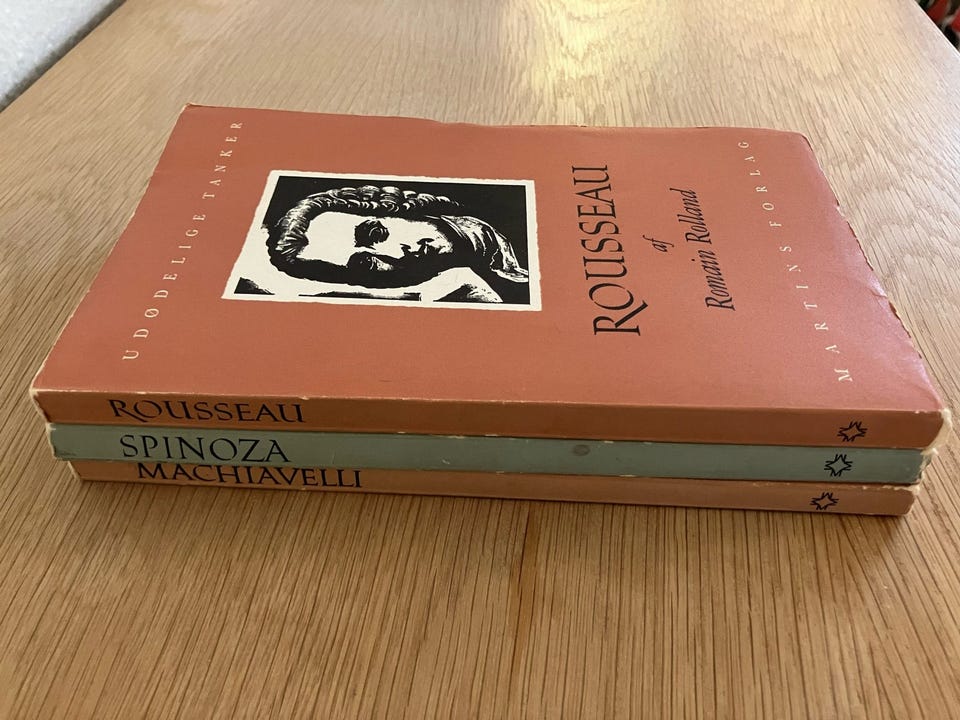 UDØDELIGE TANKER
ROUSSEAU
af
Romain Rolland
MARTINS FORLAG
ROUSSEAU
SPINOZA
MACHIAVELLI